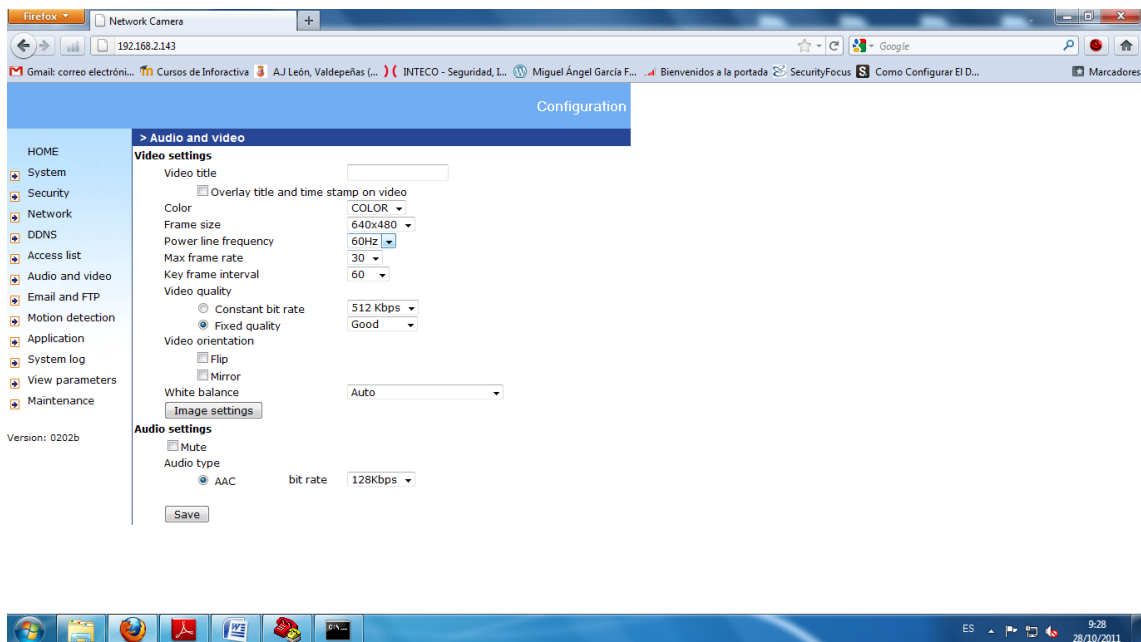 Firefox
Network Camera
192.168.2.143
Google
Gmail: correo electróni... Cursos de Inforactiva A.J León, Valdepeñas (... INTECO - Seguridad, I... Miguel Ángel García F... Bienvenidos a la portada SecurityFocus Como Configurar El D... Marcadores
Configuration
HOME
System
Security
Network
DDNS
Access list
Audio and video
Email and FTP
Motion detection
Application
System log
View parameters
Maintenance
Version: 0202b
> Audio and video
Video settings
Video title
Overlay title and time stamp on video
Color COLOR
Frame size 640x480
Power line frequency 60Hz
Max frame rate 30
Key frame interval 60
Video quality
Constant bit rate 512 Kbps
Fixed quality Good
Video orientation
Flip
Mirror
White balance Auto
Image settings
Audio settings
Mute
Audio type
AAC bit rate 128Kbps
Save
ES
9:28
28/10/2011